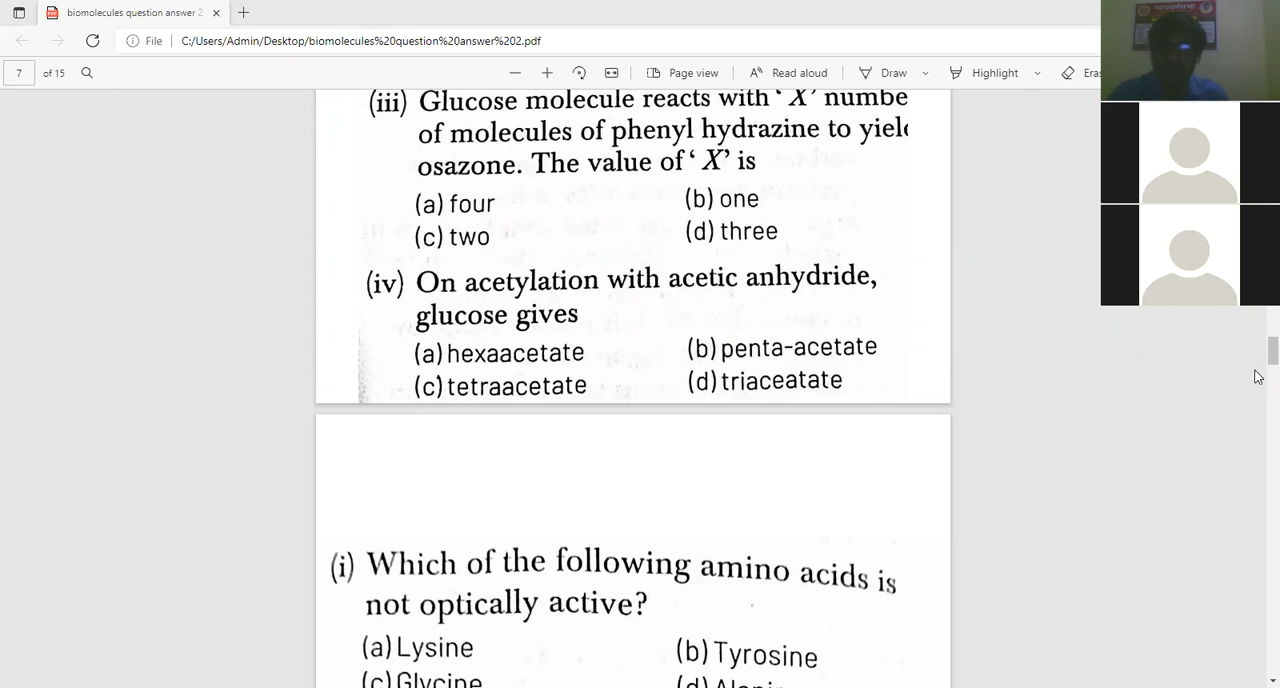 biomolecules question answer 2
File
C:/Users/Admin/Desktop/biomolecules%20question%20answer%202.pdf
7 of 15
Page view
Read aloud
Draw
Highlight
(iii) Glucose molecule reacts with ‘ X’ numbe
of molecules of phenyl hydrazine to yield
osazone. The value of ‘ X’ is
(a) four (b) one
(c) two (d) three
(iv) On acetylation with acetic anhydride,
glucose gives
(a) hexaacetate (b) penta-acetate
(c) tetraacetate (d) triaceatate
(i) Which of the following amino acids is
not optically active?
(a) Lysine (b) Tyrosine
(c) Glycine